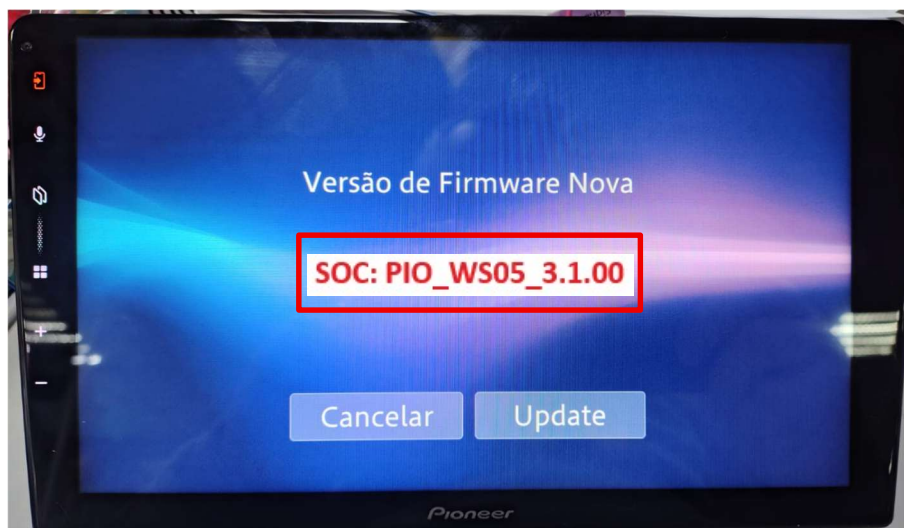 Versão de Firmware Nova
SOC: PIO_WS05_3.1.00
Cancelar
Update
Pioneer